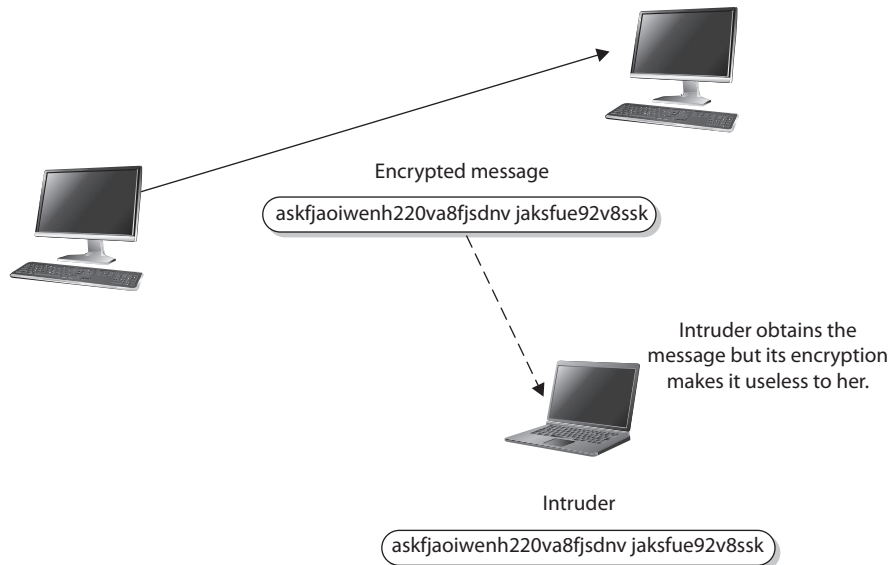 Encrypted message
askfjaoiwenh220va8fjsdnv jaksfue92v8ssk
Intruder obtains the
message but its encryption
makes it useless to her.
Intruder
askfjaoiwenh220va8fjsdnv jaksfue92v8ssk